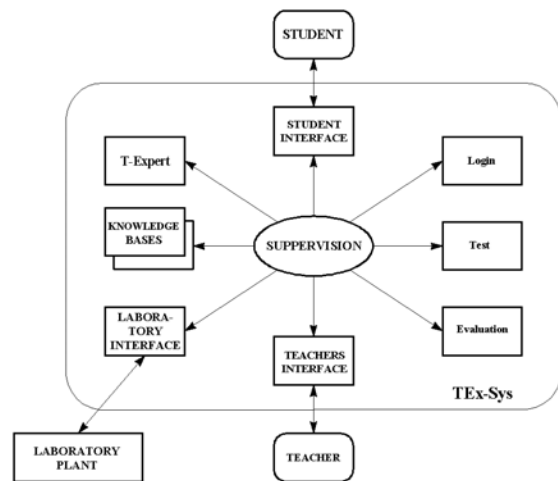 STUDENT
STUDENT
INTERFACE
T-Expert
Login
KNOWLEDGE
BASES
SUPPERVISION
Test
LABORA-
TORY
INTERFACE
TEACHERS
INTERFACE
Evaluation
TEx-Sys
LABORATORY
PLANT
TEACHER